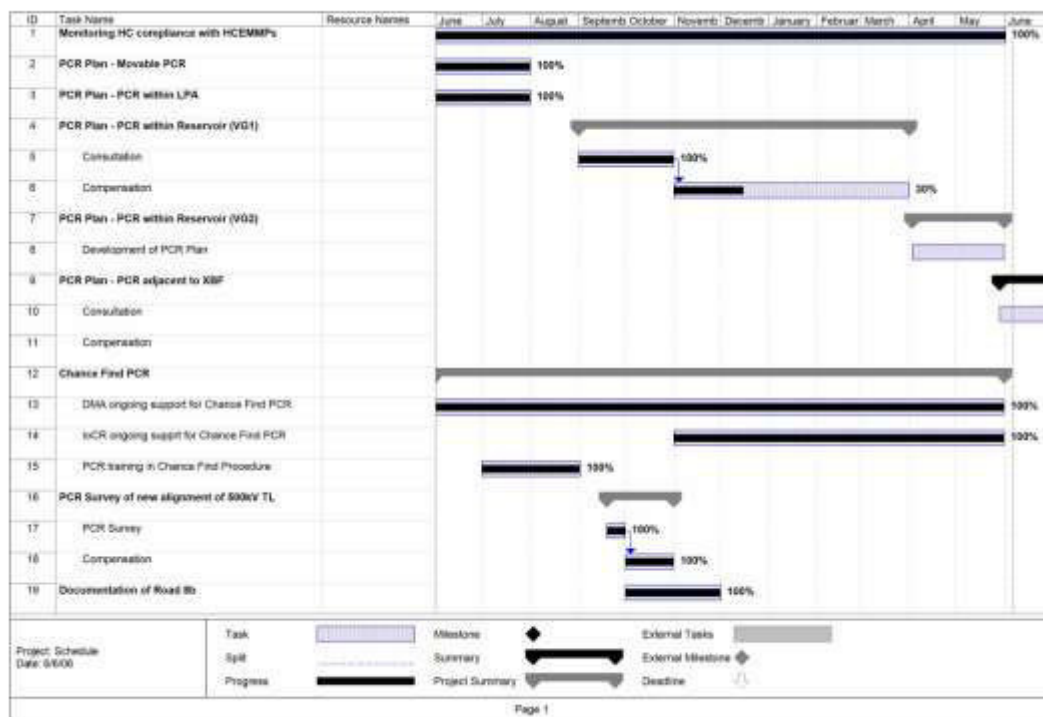 ID Task Name Resource Names June July August Septemb October Novemb Decemb January Februar March April May June
1 Monitoring HC compliance with HCEMMPs 100%
2 PCR Plan - Movable PCR 100%
3 PCR Plan - PCR within LPA 100%
4 PCR Plan - PCR within Reservoir (VG1)
5 Consultation 100%
6 Compensation 30%
7 PCR Plan - PCR within Reservoir (VG2)
8 Development of PCR Plan
9 PCR Plan - PCR adjacent to XBF
10 Consultation
11 Compensation
12 Chance Find PCR
13 DMA ongoing support for Chance Find PCR 100%
14 ongoing supprt for Chance Find PCR 100%
15 PCR training in Chance Find Procedure 100%
16 PCR Survey of new alignment of 500kV TL
17 PCR Survey 100%
18 Compensation 100%
19 Documentation of Road 100%
Project: Schedule
Date: 6/6/06
Task Milestone External Tasks
Split Summary External Milestone
Progress Project Summary Deadline
Page 1